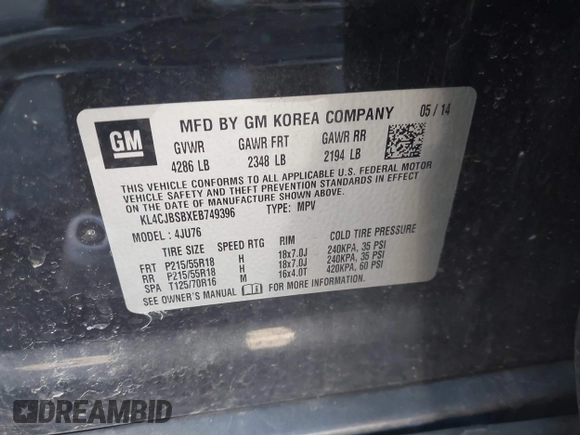 GM
MFD BY GM KOREA COMPANY 05 / 14
GVWR GAWR FRT GAWR RR
4286 LB 2348 LB 2194 LB
THIS VEHICLE CONFORMS TO ALL APPLICABLE U.S. FEDERAL MOTOR
VEHICLE SAFETY AND THEFT PREVENTION STANDARDS IN EFFECT
ON THE DATE OF MANUFACTURE SHOWN ABOVE.
KL4CJBSBXEB749396 TYPE: MPV
MODEL : 4JU76
TIRE SIZE SPEED RTG RIM COLD TIRE PRESSURE
FRT P215/55R18 H 18x7.0J 240KPA, 35 PSI
RR P215/55R18 H 18x7.0J 240KPA, 35 PSI
SPA T125/70R16 M 16x4.0T 420KPA, 60 PSI
SEE OWNER'S MANUAL FOR MORE INFORMATION.
DREAMBID